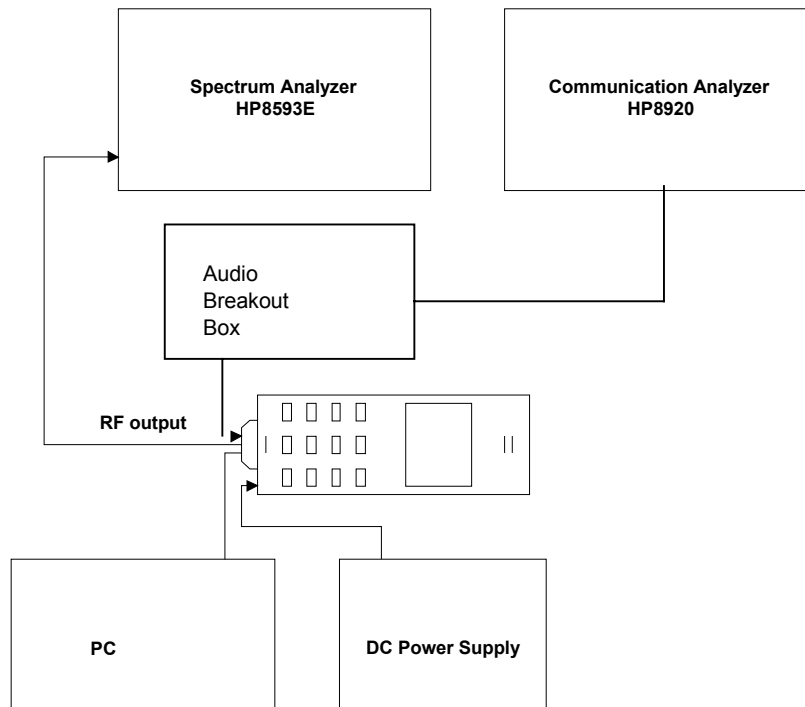 Spectrum Analyzer
HP8593E
Communication Analyzer
HP8920
Audio
Breakout
Box
RF output
PC
DC Power Supply